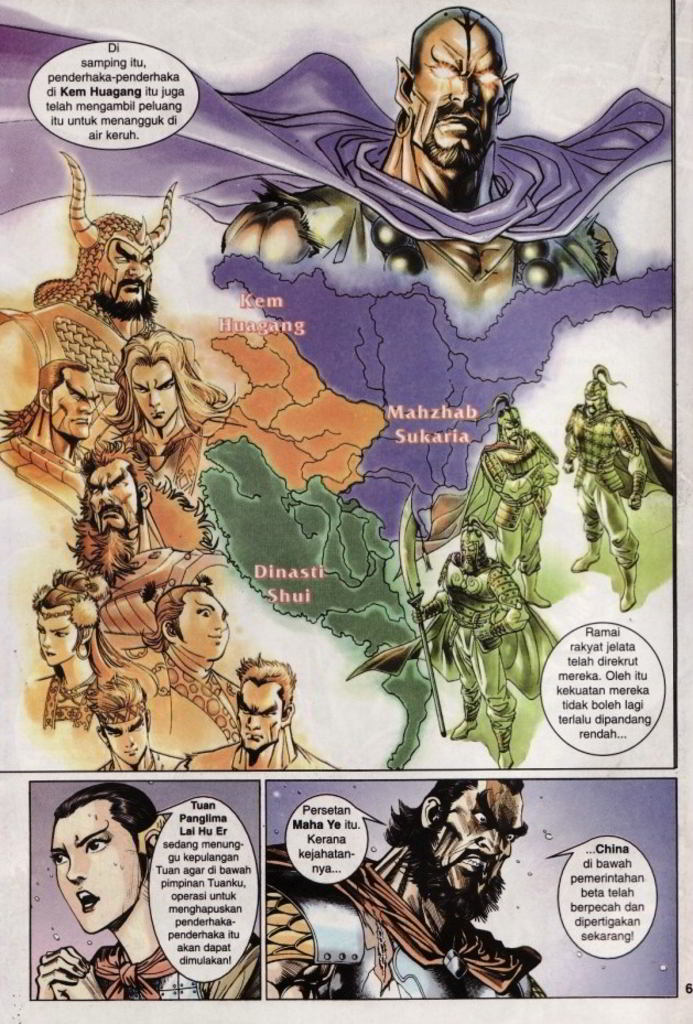 Di
samping itu,
penderhaka-penderhaka
di Kem Huagang itu juga
telah mengambil peluang
itu untuk menangguk di
air keruh.
Kem
Huagang
Mahzhab
Sukaria
Dinasti
Shui
Ramai
rakyat jelata
telah direkrut
mereka. Oleh itu
kekuatan mereka
tidak boleh lagi
terlalu dipandang
rendah...
Tuan
Panglima
Lai Hu Er
sedang menung-
gu kepulangan
Tuan agar di bawah
pimpinan Tuanku,
operasi untuk
menghapuskan
penderhaka-
penderhaka itu
akan dapat
dimulakan!
Persetan
Maha Ye itu.
Kerana
kejahatan-
nya...
...China
di bawah
pemerintahan
beta telah
berpecah dan
dipertigakan
sekarang!
6